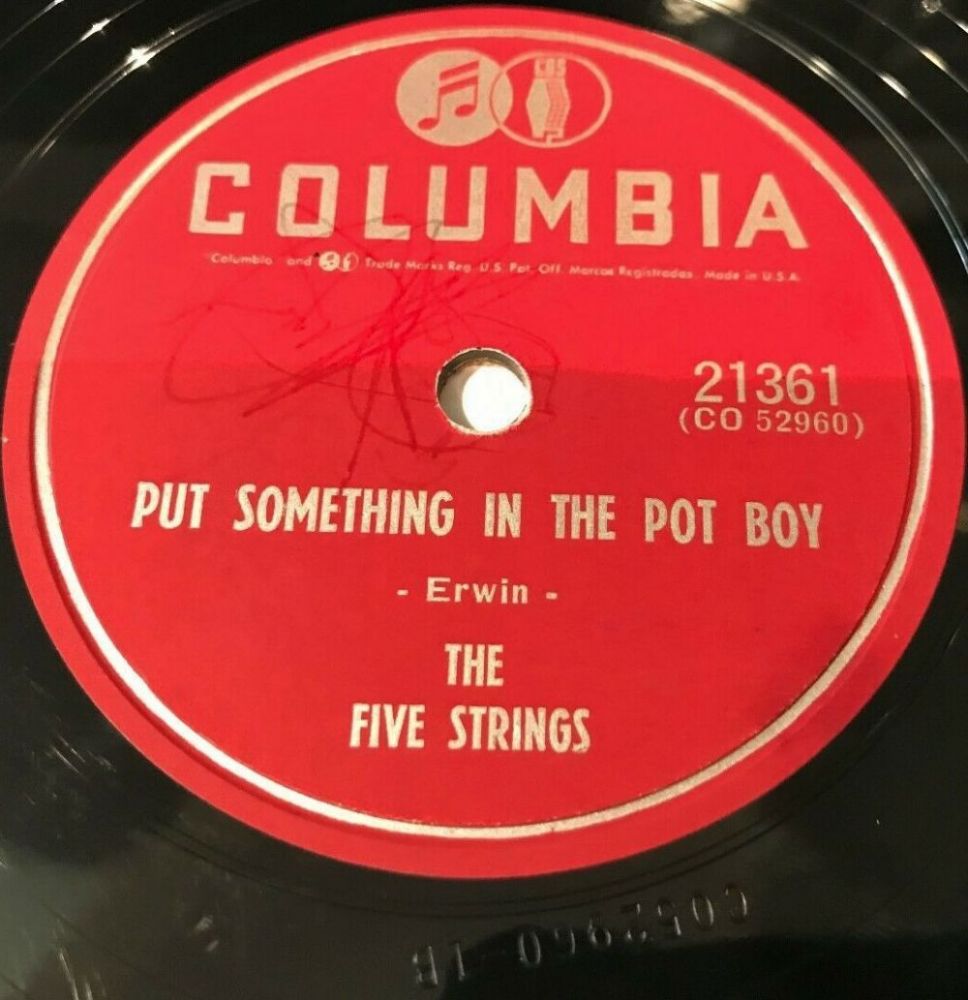 CBS
COLUMBIA
Columbia and Trade Marks Reg. U.S. Pat. Off. Marcas Registradas. Made in U.S.A.
21361
(CO 52960)
PUT SOMETHING IN THE POT BOY
- Erwin -
THE
FIVE STRINGS
CO52960-1B